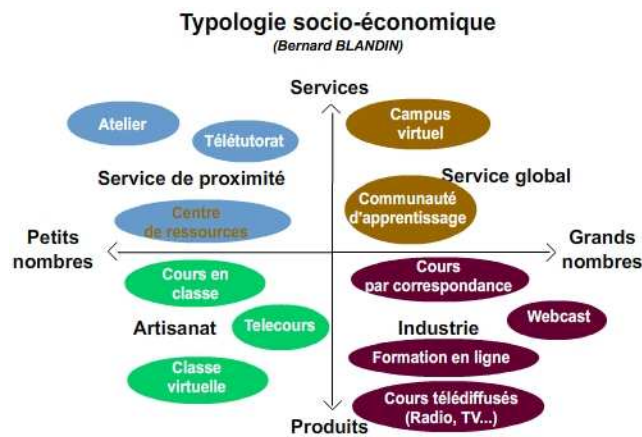 Typologie socio-économique
(Bernard BLANDIN)
Services
Atelier
Télétutorat
Campus
virtuel
Service de proximité
Service global
Centre
de ressources
Communauté
d'apprentissage
Petits
nombres
Grands
nombres
Cours en
classe
Cours
par correspondance
Artisanat
Telecours
Industrie
Webcast
Classe
virtuelle
Formation en ligne
Cours télédiffusés
(Radio, TV...)
Produits